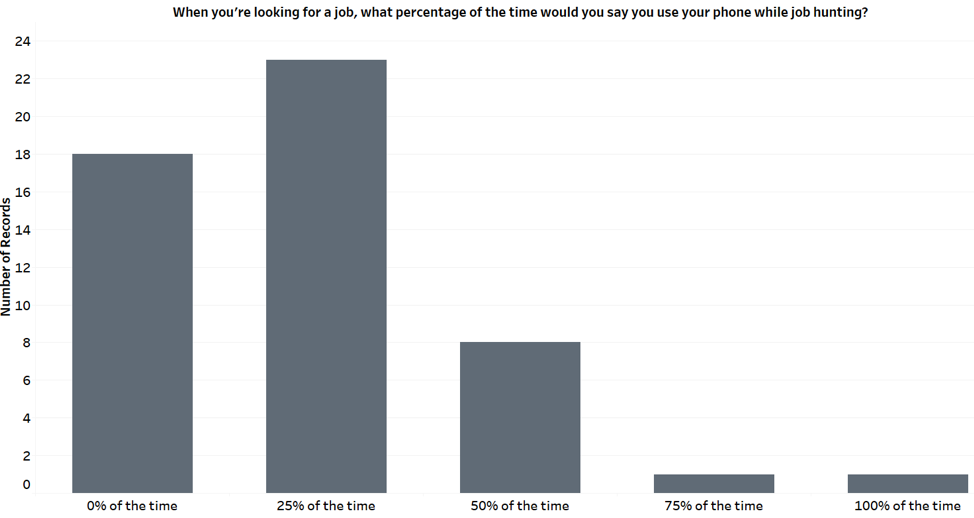 When you’re looking for a job, what percentage of the time would you say you use your phone while job hunting?
24
22
20
18
16
14
12
10
8
6
4
2
0
Number of Records
0% of the time
25% of the time
50% of the time
75% of the time
100% of the time